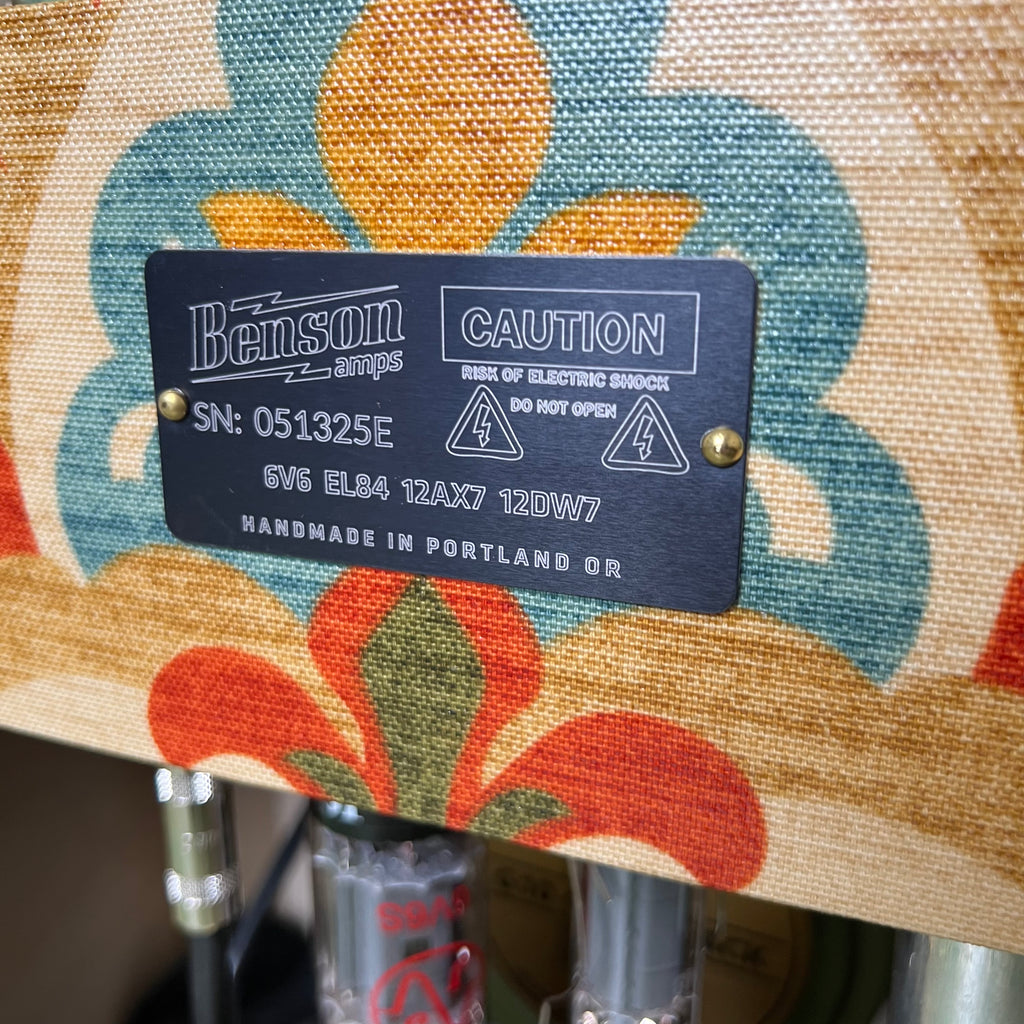 Benson
amps
SN: 051325E
CAUTION
RISK OF ELECTRIC SHOCK
DO NOT OPEN
6V6 EL84 12AX7 12DW7
HANDMADE IN PORTLAND OR
6V6S